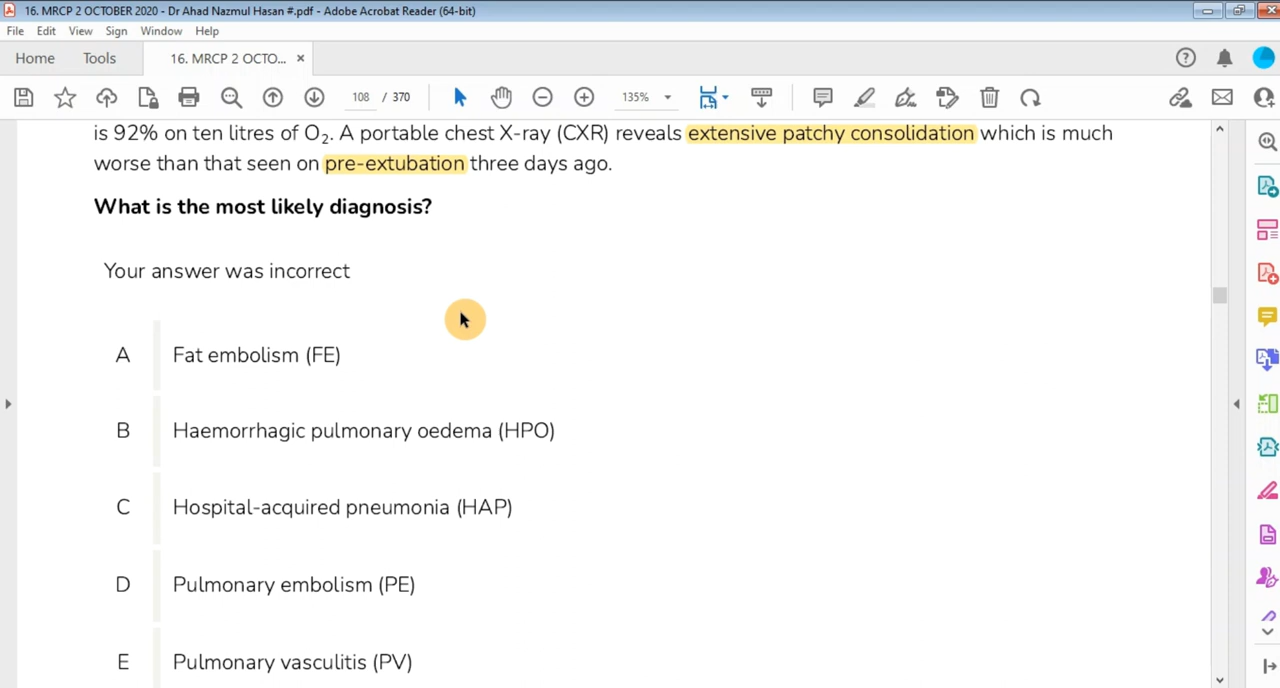 16. MRCP 2 OCTOBER 2020 - Dr Ahad Nazmul Hasan #.pdf - Adobe Acrobat Reader (64-bit)
File Edit View Sign Window Help
Home Tools 16. MRCP 2 OCTO... ×
108 / 370 135%
is 92% on ten litres of O₂. A portable chest X-ray (CXR) reveals extensive patchy consolidation which is much
worse than that seen on pre-extubation three days ago.
What is the most likely diagnosis?
Your answer was incorrect
A Fat embolism (FE)
B Haemorrhagic pulmonary oedema (HPO)
C Hospital-acquired pneumonia (HAP)
D Pulmonary embolism (PE)
E Pulmonary vasculitis (PV)